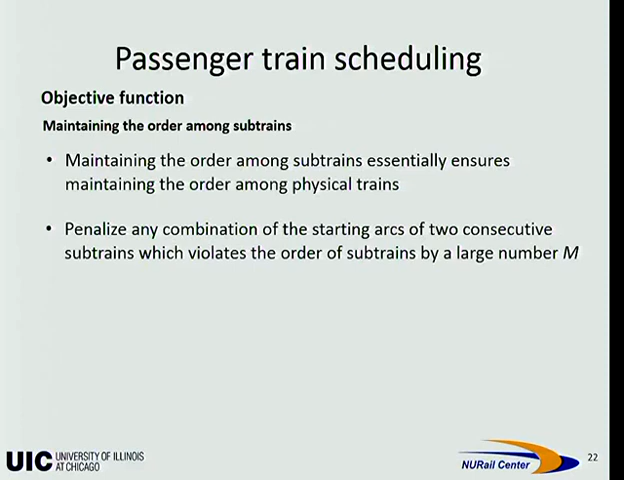 Passenger train scheduling
Objective function
Maintaining the order among subtrains
• Maintaining the order among subtrains essentially ensures
maintaining the order among physical trains
• Penalize any combination of the starting arcs of two consecutive
subtrains which violates the order of subtrains by a large number M
UIC UNIVERSITY OF ILLINOIS
AT CHICAGO
NURail Center
22